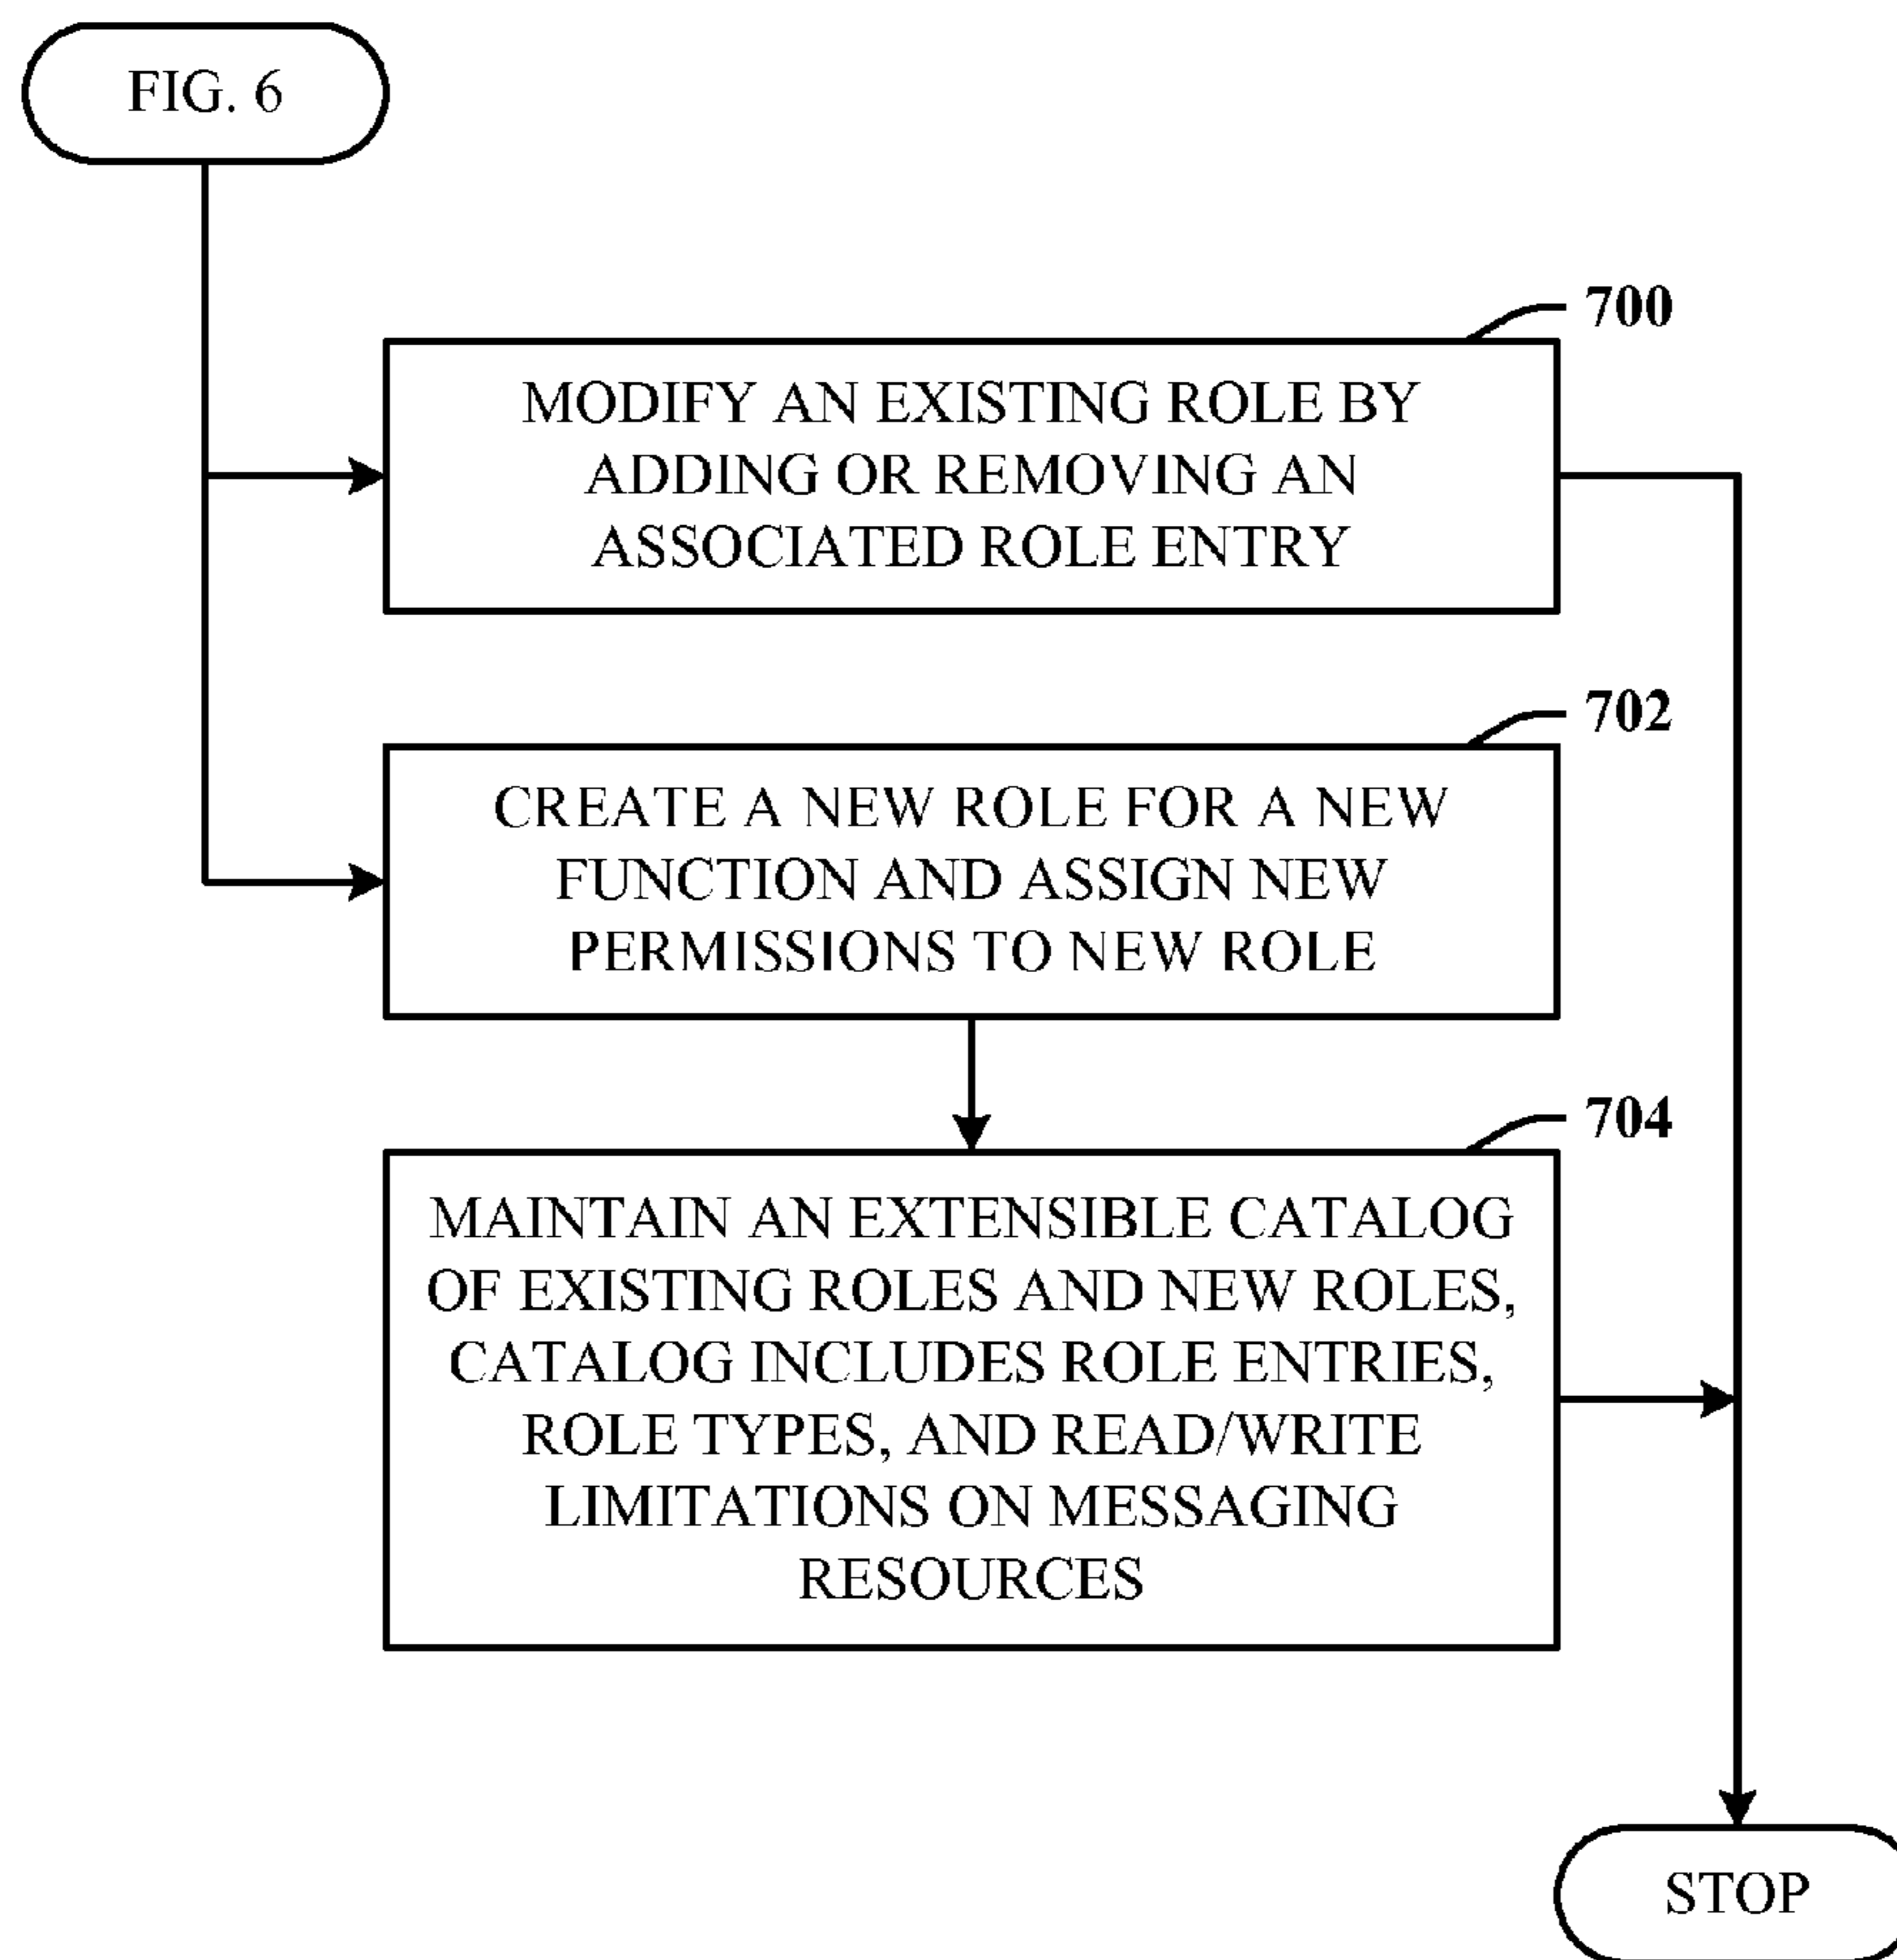 FIG. 6
700
MODIFY AN EXISTING ROLE BY
ADDING OR REMOVING AN
ASSOCIATED ROLE ENTRY
702
CREATE A NEW ROLE FOR A NEW
FUNCTION AND ASSIGN NEW
PERMISSIONS TO NEW ROLE
704
MAINTAIN AN EXTENSIBLE CATALOG
OF EXISTING ROLES AND NEW ROLES,
CATALOG INCLUDES ROLE ENTRIES,
ROLE TYPES, AND READ/WRITE
LIMITATIONS ON MESSAGING
RESOURCES
STOP